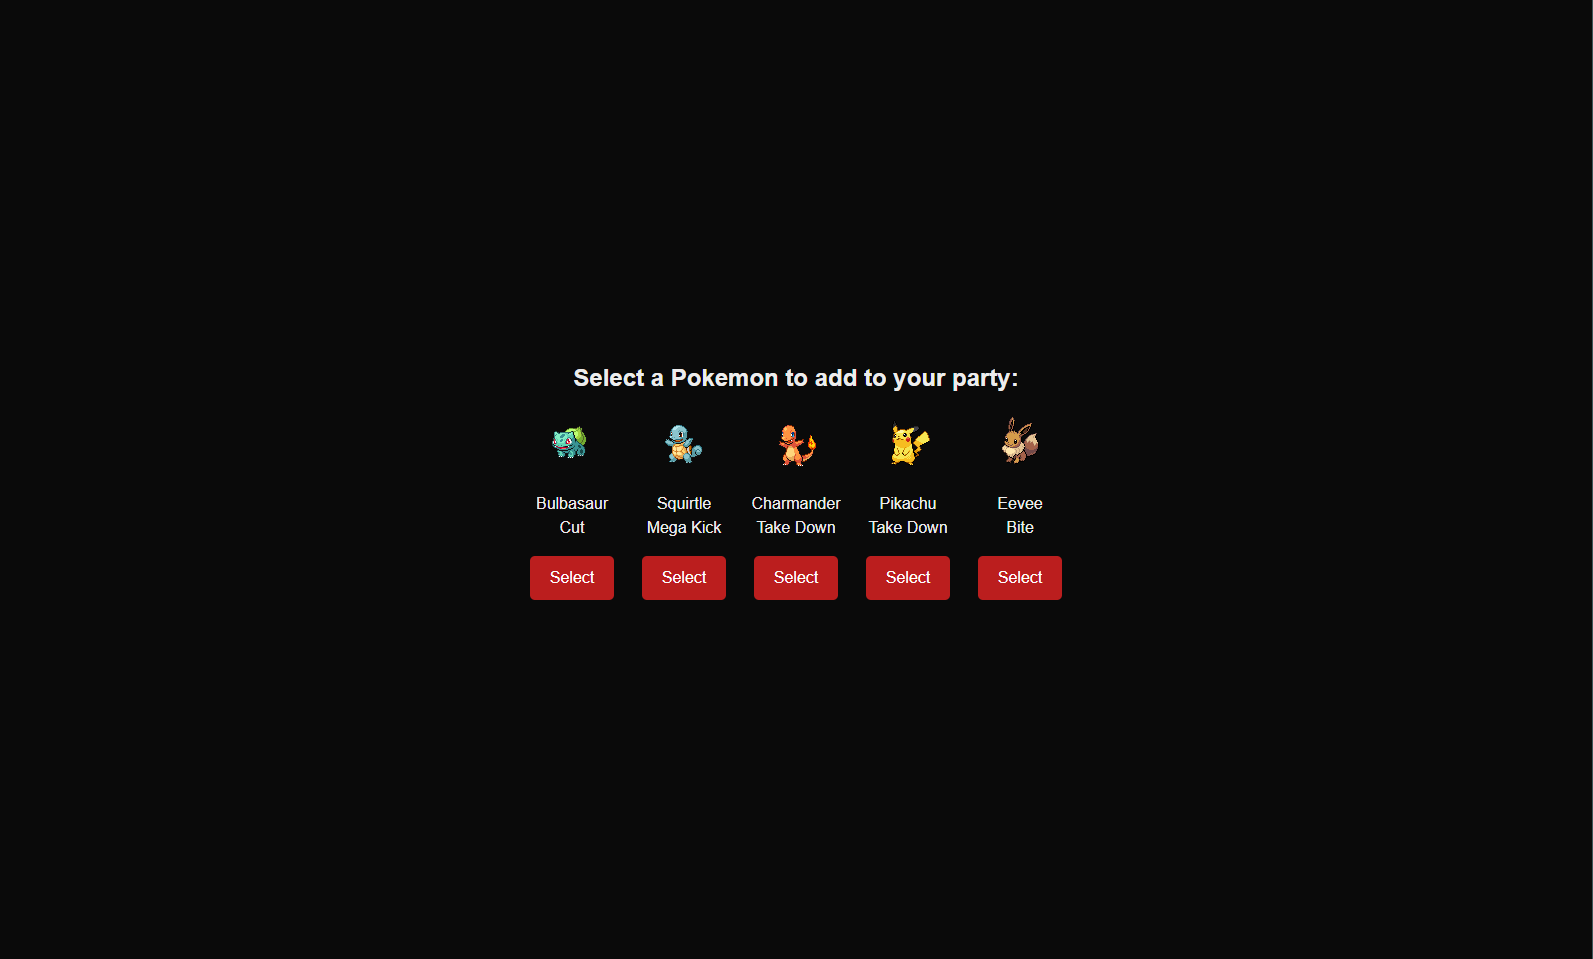 Select a Pokemon to add to your party:
Bulbasaur Squirtle Charmander Pikachu Eevee
Cut Mega Kick Take Down Take Down Bite
Select Select Select Select Select